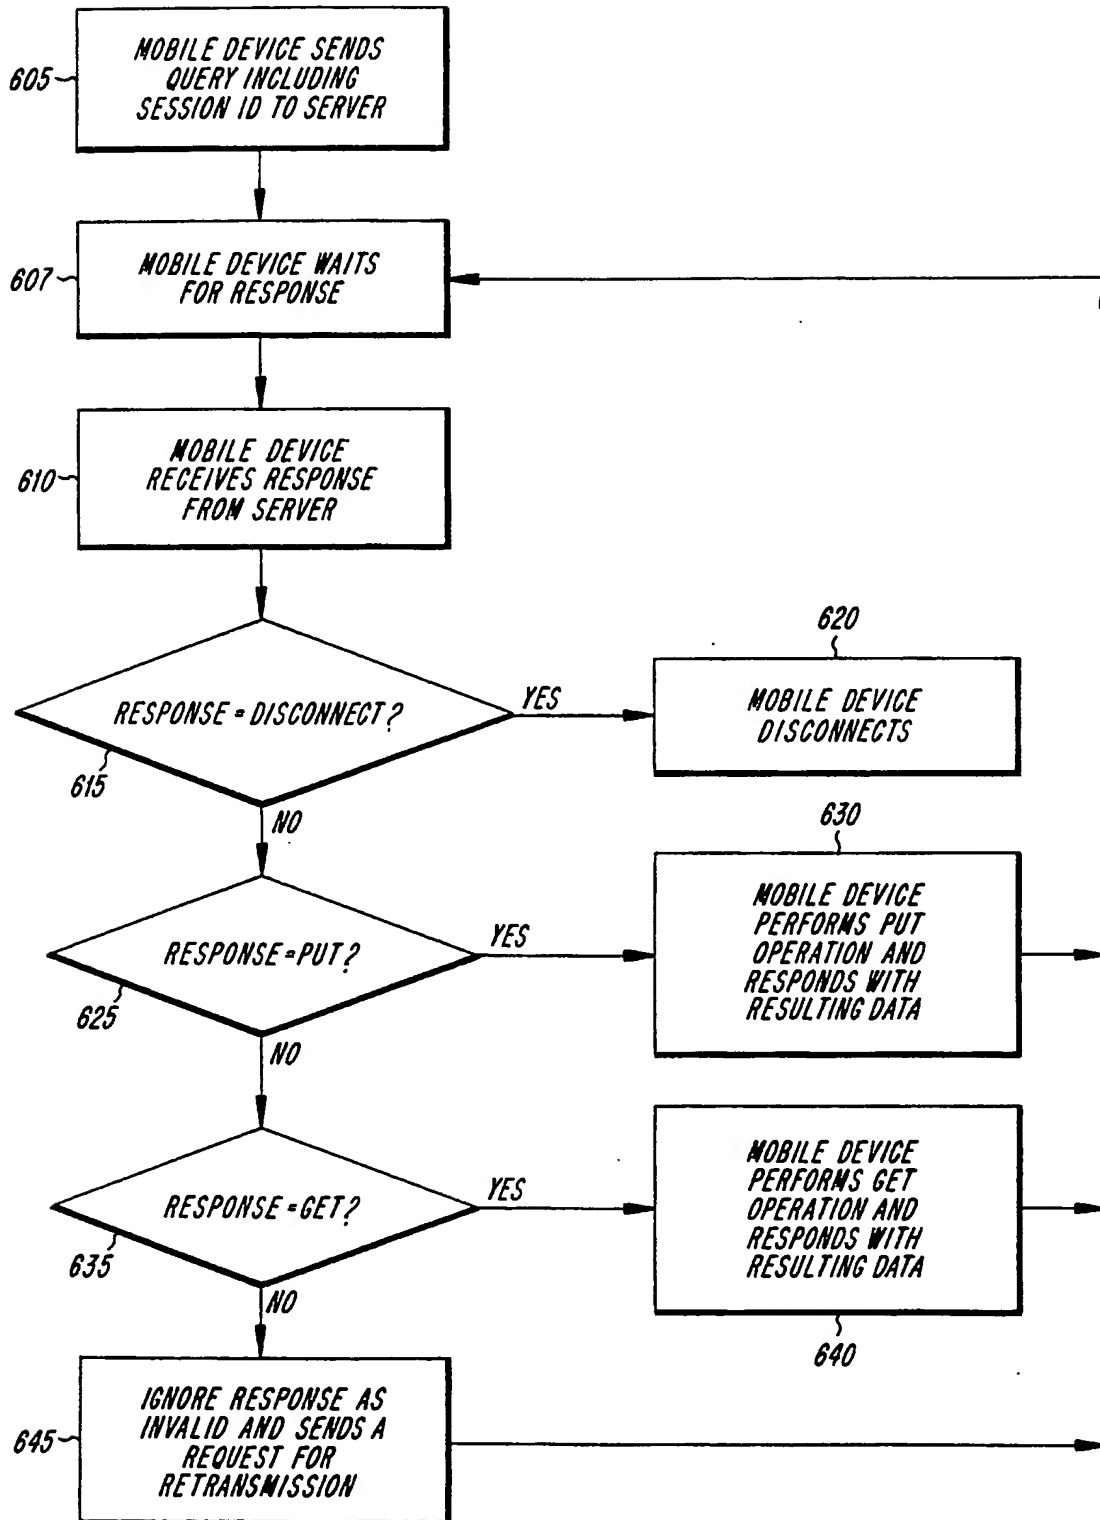 MOBILE DEVICE SENDS
QUERY INCLUDING
SESSION ID TO SERVER
605
MOBILE DEVICE WAITS
FOR RESPONSE
607
MOBILE DEVICE
RECEIVES RESPONSE
FROM SERVER
610
RESPONSE = DISCONNECT?
615
YES
620
MOBILE DEVICE
DISCONNECTS
NO
RESPONSE=PUT?
625
YES
630
MOBILE DEVICE
PERFORMS PUT
OPERATION AND
RESPONDS WITH
RESULTING DATA
NO
RESPONSE=GET?
635
YES
MOBILE DEVICE
PERFORMS GET
OPERATION AND
RESPONDS WITH
RESULTING DATA
640
NO
IGNORE RESPONSE AS
INVALID AND SENDS A
REQUEST FOR
RETRANSMISSION
645